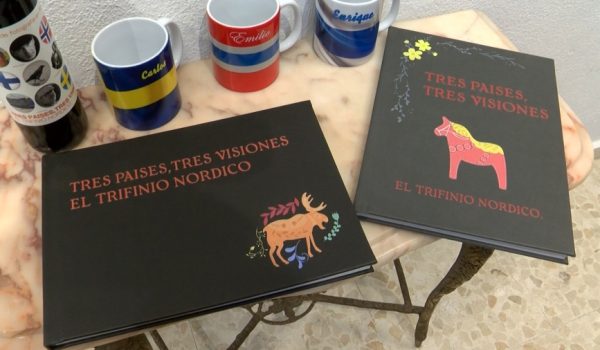 Carlos
Emilio
Enrique
TRES PAISES, TRES VISIONES
EL TRIFINIO NORDICO
TRES PAISES,
TRES VISIONES
EL TRIFINIO NORDICO.